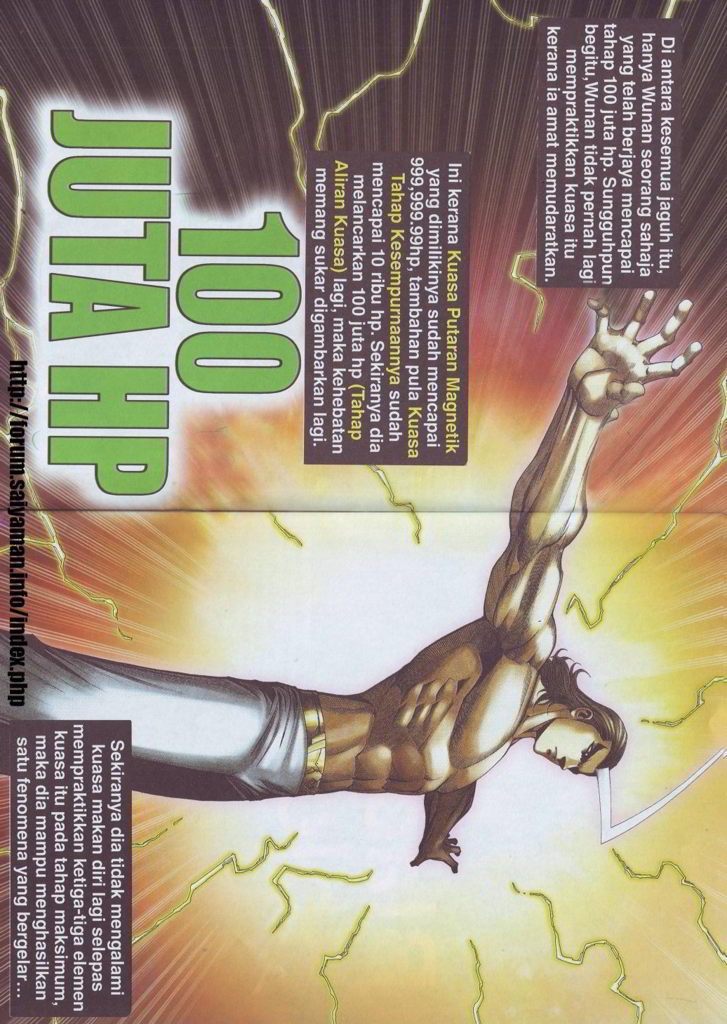 Di antara kesemua jaguh itu,
hanya Wunan seorang sahaja
yang telah berjaya mencapai
tahap 100 juta hp. Sungguhpun
begitu,Wunan tidak pernah lagi
mempraktikkan kuasa itu
kerana ia amat memudaratkan.
Ini kerana Kuasa Putaran Magnetik
yang dimilikinya sudah mencapai
999,999.99hp, tambahan pula Kuasa
Tahap Kesempurnaannya sudah
mencapai 10 ribu hp. Sekiranya dia
melancarkan 100 juta hp (Tahap
Aliran Kuasa) lagi, maka kehebatan
memang sukar digambarkan lagi.
100
JUTA HP
Sekiranya dia tidak mengalami
kuasa makan diri lagi selepas
mempraktikkan ketiga-tiga elemen
kuasa itu pada tahap maksimum,
maka dia mampu menghasilkan
satu fenomena yang bergelar...
http://forum.saiyaman.info/index.php